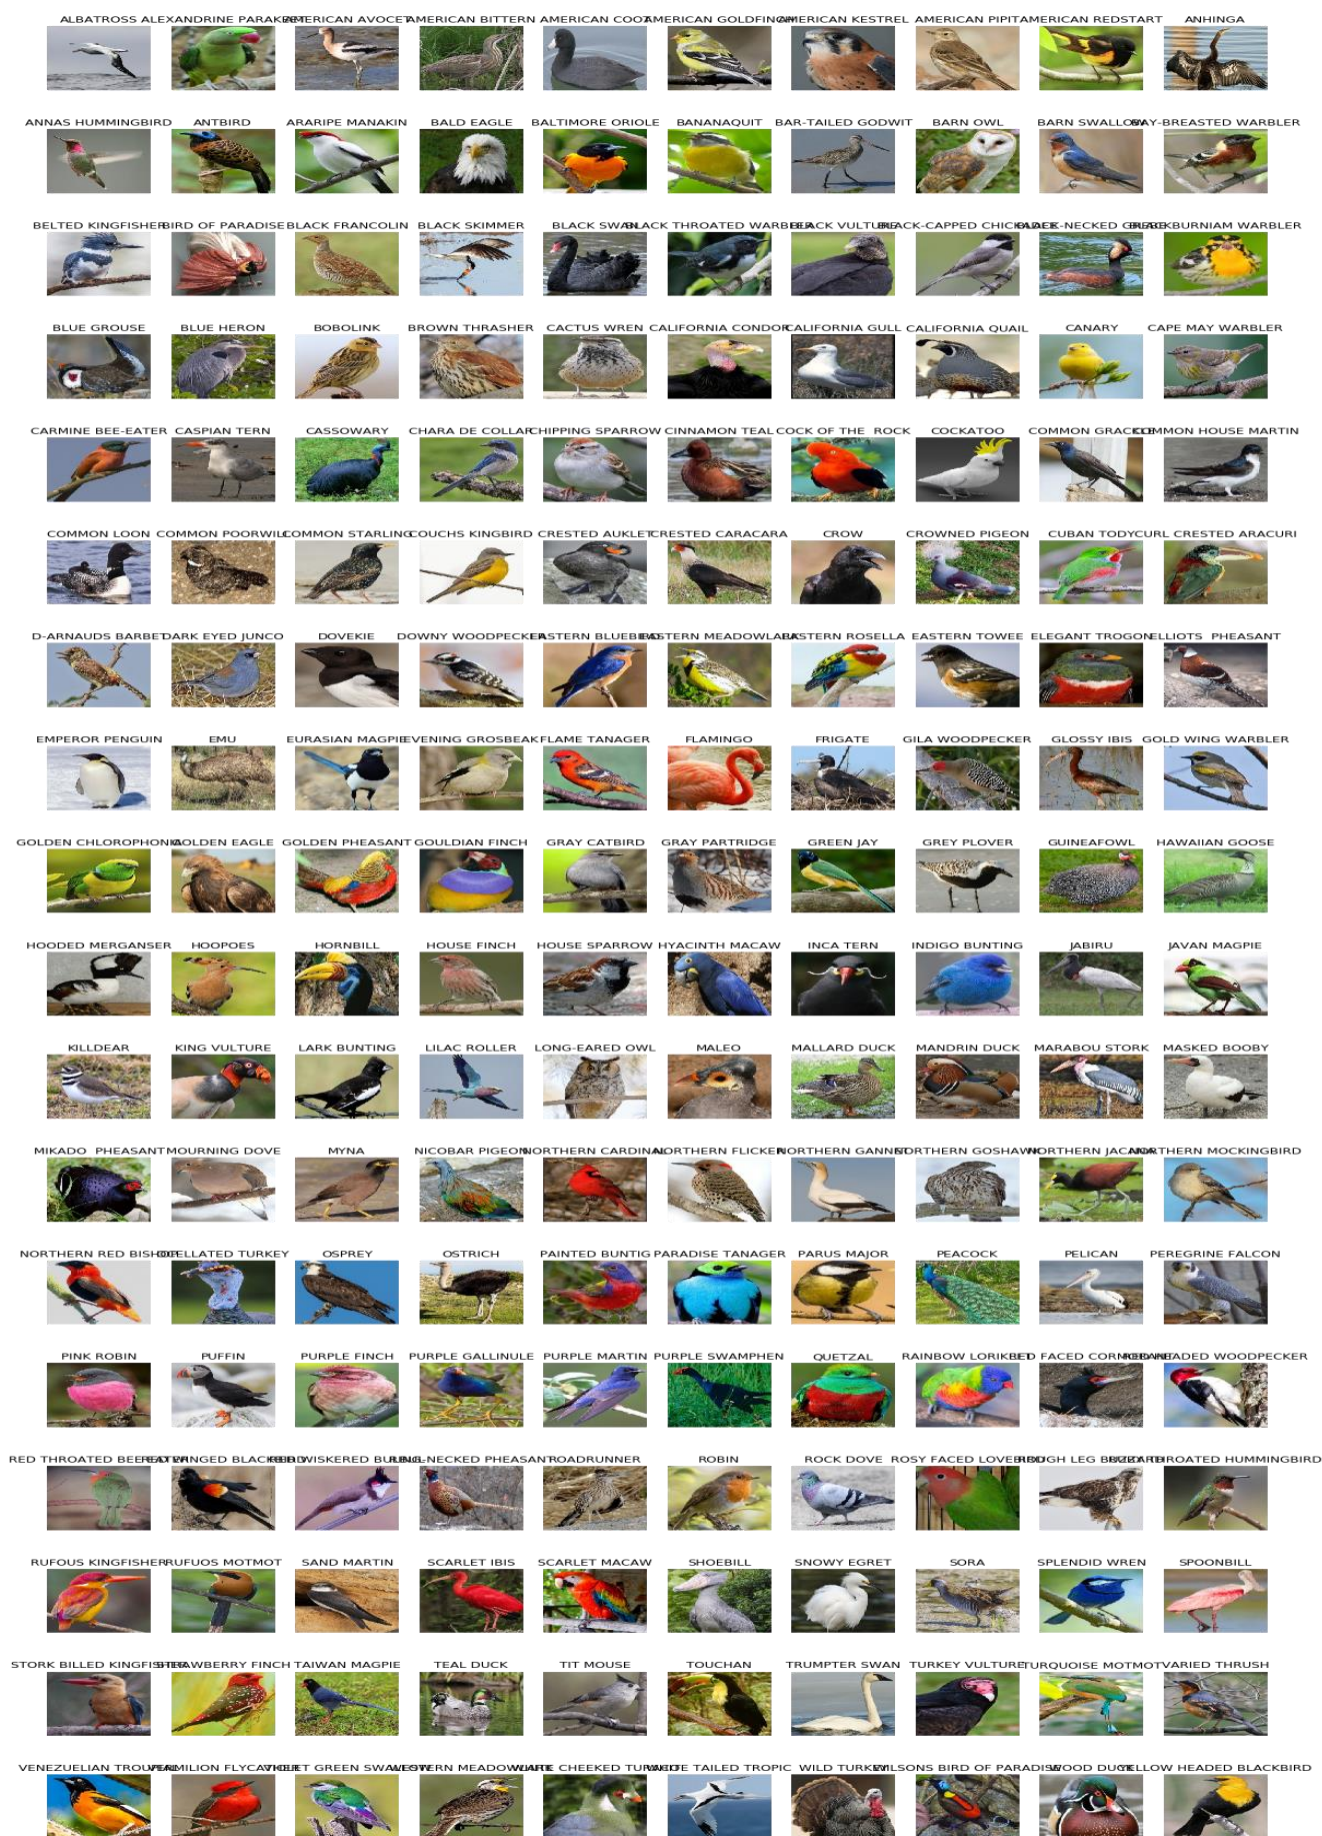 ALBATROSS ALEXANDRINE PARAKEET AMERICAN AVOCET AMERICAN BITTERN AMERICAN COOT AMERICAN GOLDFINCH AMERICAN KESTREL AMERICAN PIPIT AMERICAN REDSTART ANHINGA
ANNAS HUMMINGBIRD ANTBIRD ARARIPE MANAKIN BALD EAGLE BALTIMORE ORIOLE BANANAQUIT BAR-TAILED GODWIT BARN OWL BARN SWALLOW BAY-BREASTED WARBLER
BELTED KINGFISHER BIRD OF PARADISE BLACK FRANCOLIN BLACK SKIMMER BLACK SWAN BLACK THROATED WARBLER BLACK VULTURE BLACK-CAPPED CHICKADEE BLACK-NECKED GREBE BLACKBURNIAM WARBLER
BLUE GROUSE BLUE HERON BOBOLINK BROWN THRASHER CACTUS WREN CALIFORNIA CONDOR CALIFORNIA GULL CALIFORNIA QUAIL CANARY CAPE MAY WARBLER
CARMINE BEE-EATER CASPIAN TERN CASSOWARY CHARA DE COLLAR CHIPPING SPARROW CINNAMON TEAL COCK OF THE  ROCK COCKATOO COMMON GRACKLE COMMON HOUSE MARTIN
COMMON LOON COMMON POORWILL COMMON STARLING COUCHS KINGBIRD CRESTED AUKLET CRESTED CARACARA CROW CROWNED PIGEON CUBAN TODY CURL CRESTED ARACURI
D-ARNAUDS BARBET DARK EYED JUNCO DOVEKIE DOWNY WOODPECKER EASTERN BLUEBIRD EASTERN MEADOWLARK EASTERN ROSELLA EASTERN TOWEE ELEGANT TROGON ELLIOTS  PHEASANT
EMPEROR PENGUIN EMU EURASIAN MAGPIE EVENING GROSBEAK FLAME TANAGER FLAMINGO FRIGATE GILA WOODPECKER GLOSSY IBIS GOLD WING WARBLER
GOLDEN CHLOROPHONIA GOLDEN EAGLE GOLDEN PHEASANT GOULDIAN FINCH GRAY CATBIRD GRAY PARTRIDGE GREEN JAY GREY PLOVER GUINEAFOWL HAWAIIAN GOOSE
HOODED MERGANSER HOOPOES HORNBILL HOUSE FINCH HOUSE SPARROW HYACINTH MACAW INCA TERN INDIGO BUNTING JABIRU JAVAN MAGPIE
KILLDEAR KING VULTURE LARK BUNTING LILAC ROLLER LONG-EARED OWL MALEO MALLARD DUCK MANDRIN DUCK MARABOU STORK MASKED BOOBY
MIKADO  PHEASANT MOURNING DOVE MYNA NICOBAR PIGEON NORTHERN CARDINAL NORTHERN FLICKER NORTHERN GANNET NORTHERN GOSHAWK NORTHERN JACANA NORTHERN MOCKINGBIRD
NORTHERN RED BISHOP OCELLATED TURKEY OSPREY OSTRICH PAINTED BUNTIG PARADISE TANAGER PARUS MAJOR PEACOCK PELICAN PEREGRINE FALCON
PINK ROBIN PUFFIN PURPLE FINCH PURPLE GALLINULE PURPLE MARTIN PURPLE SWAMPHEN QUETZAL RAINBOW LORIKEET RED FACED CORMORANT RED HEADED WOODPECKER
RED THROATED BEE EATER RED WINGED BLACKBIRD RED WISKERED BULBUL RING-NECKED PHEASANT ROADRUNNER ROBIN ROCK DOVE ROSY FACED LOVEBIRD ROUGH LEG BUZZARD RUBY THROATED HUMMINGBIRD
RUFOUS KINGFISHER RUFUOS MOTMOT SAND MARTIN SCARLET IBIS SCARLET MACAW SHOEBILL SNOWY EGRET SORA SPLENDID WREN SPOONBILL
STORK BILLED KINGFISHER STRAWBERRY FINCH TAIWAN MAGPIE TEAL DUCK TIT MOUSE TOUCHAN TRUMPTER SWAN TURKEY VULTURE TURQUOISE MOTMOT VARIED THRUSH
VENEZUELIAN TROUPIAL VERMILION FLYCATHER VIOLET GREEN SWALLOW WESTERN MEADOWLARK WHITE CHEEKED TURACO WHITE TAILED TROPIC WILD TURKEY WILSONS BIRD OF PARADISE WOOD DUCK YELLOW HEADED BLACKBIRD